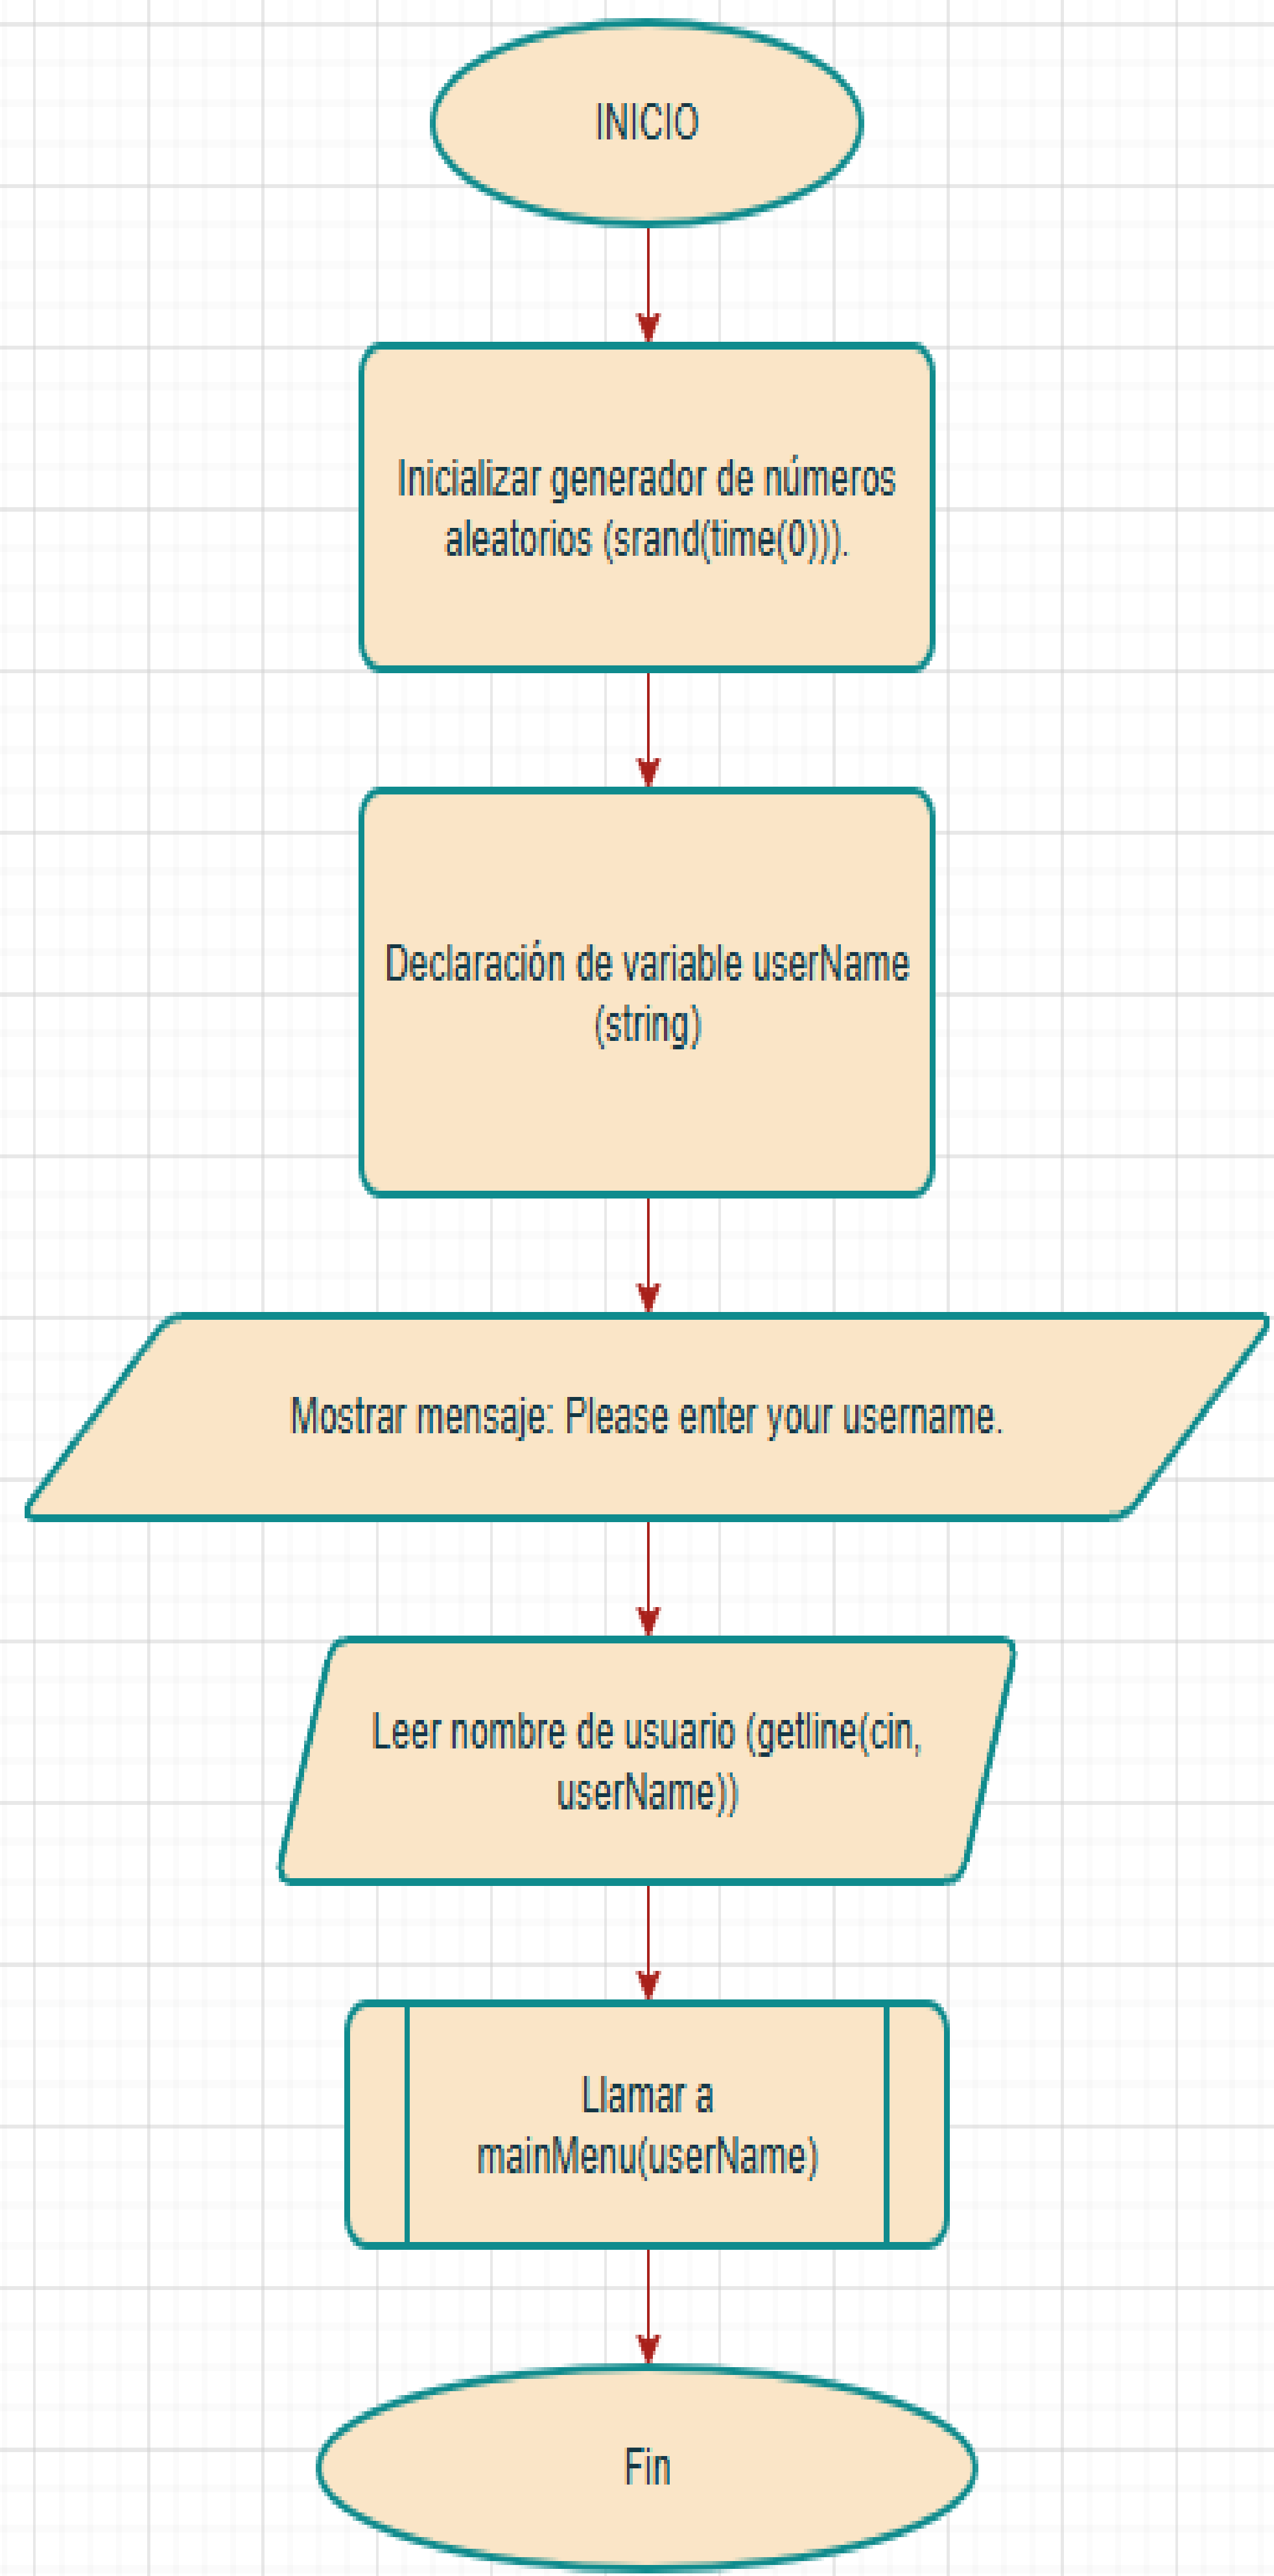 INICIO
Inicializar generador de números
aleatorios (srand(time(0))).
Declaración de variable userName
(string)
Mostrar mensaje: Please enter your username.
Leer nombre de usuario (getline(cin,
userName))
Llamar a
mainMenu(userName)
Fin